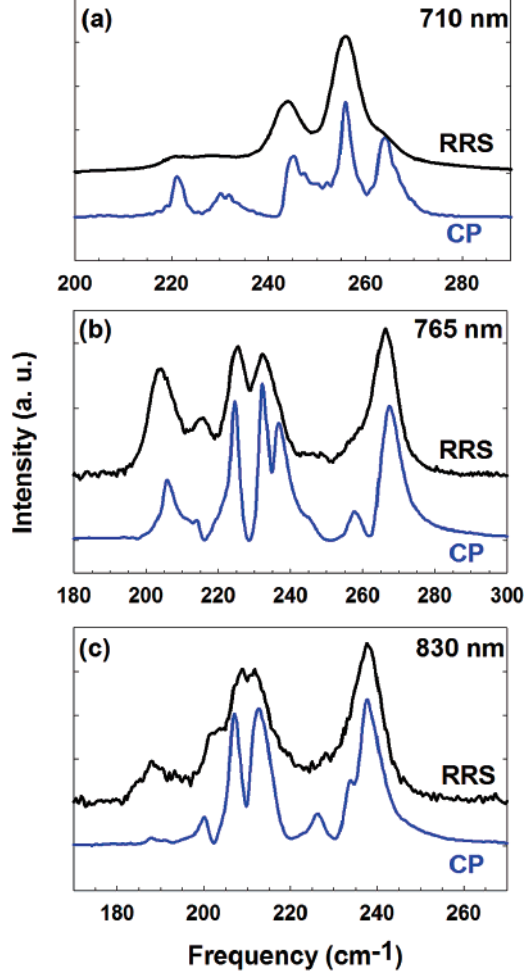 (a) 710 nm
RRS
CP
200 220 240 260 280
(b) 765 nm
RRS
CP
180 200 220 240 260 280 300
(c) 830 nm
RRS
CP
180 200 220 240 260
Intensity (a. u.)
Frequency (cm-1)